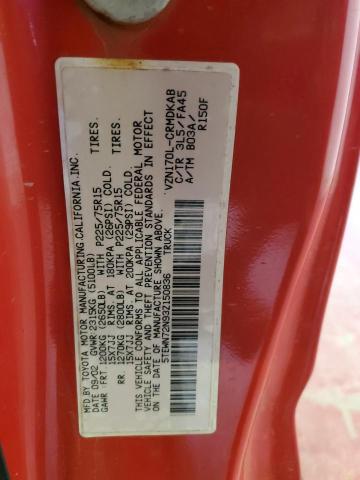 MFD. BY: TOYOTA MOTOR MANUFACTURING, CALIFORNIA, INC.
DATE: 09/02 GVWR 2315KG (5100LB)
GAWR: FRT 1200KG (2650LB) WITH P225/75R15 TIRES.
15X7JJ RIMS. AT 180KPA (26PSI) COLD.
RR 1270KG (2800LB) WITH P225/75R15 TIRES.
15X7JJ RIMS. AT 200KPA (29PSI) COLD.
THIS VEHICLE CONFORMS TO ALL APPLICABLE FEDERAL MOTOR
VEHICLE SAFETY AND THEFT PREVENTION STANDARDS IN EFFECT
ON THE DATE OF MANUFACTURE SHOWN ABOVE.
5TEWN72N93Z150836 TRUCK
VZN170L-CRMDKAB
C/TR 3L5/FA45
A/TM B03A/
R150F